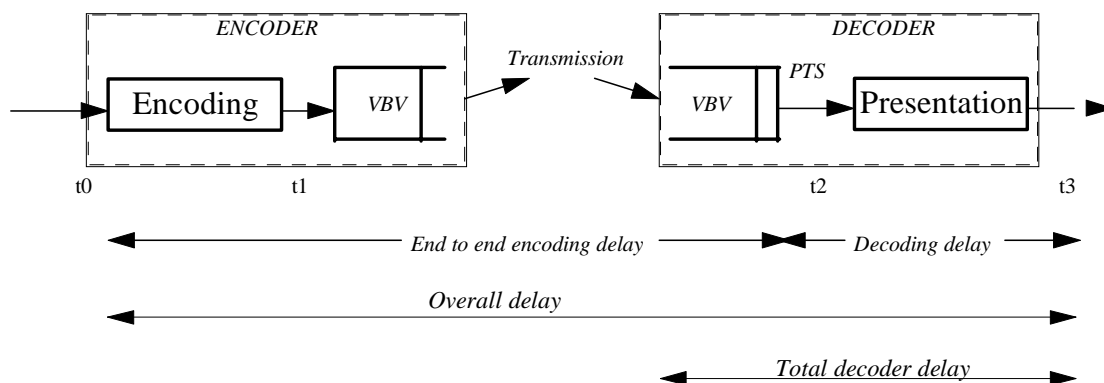 ENCODER
DECODER
Transmission
PTS
Encoding
VBV
VBV
Presentation
t0
t1
t2
t3
End to end encoding delay
Decoding delay
Overall delay
Total decoder delay